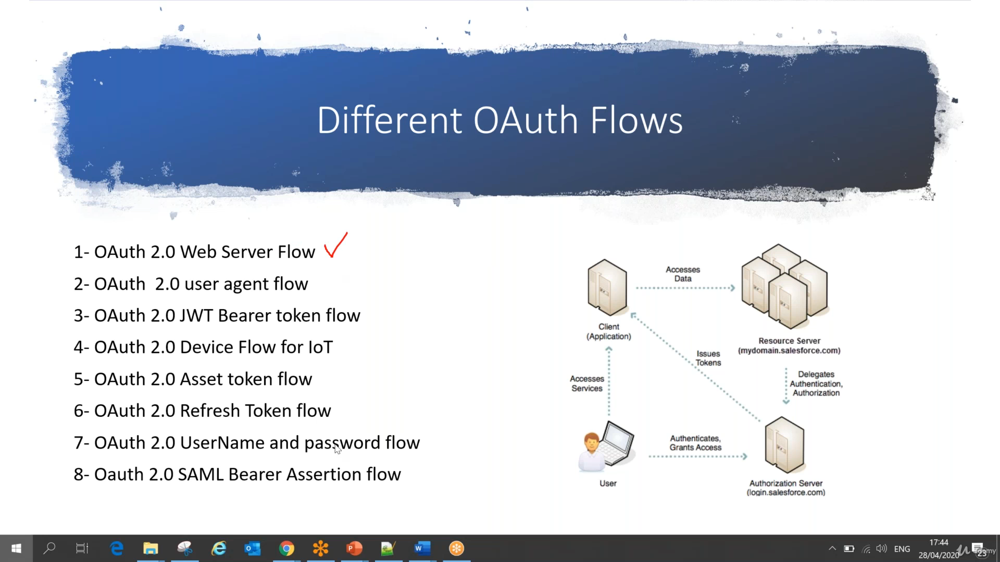 Different OAuth Flows
1- OAuth 2.0 Web Server Flow
2- OAuth  2.0 user agent flow
3- OAuth 2.0 JWT Bearer token flow
4- OAuth 2.0 Device Flow for IoT
5- OAuth 2.0 Asset token flow
6- OAuth 2.0 Refresh Token flow
7- OAuth 2.0 UserName and password flow
8- Oauth 2.0 SAML Bearer Assertion flow
Accesses
Data
Client
(Application)
Resource Server
(mydomain.salesforce.com)
Issues
Tokens
Accesses
Services
Delegates
Authentication,
Authorization
Authenticates,
Grants Access
User
Authorization Server
(login.salesforce.com)
ENG
17:44
28/04/2020
23